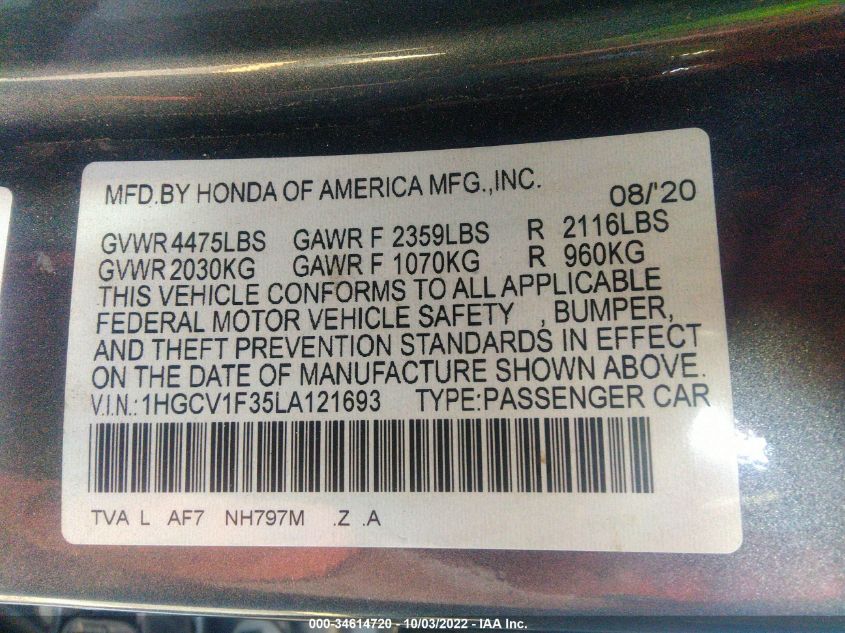 MFD.BY HONDA OF AMERICA MFG.,INC. 08/'20
GVWR 4475LBS GAWR F 2359LBS R 2116LBS
GVWR 2030KG GAWR F 1070KG R 960KG
THIS VEHICLE CONFORMS TO ALL APPLICABLE
FEDERAL MOTOR VEHICLE SAFETY , BUMPER,
AND THEFT PREVENTION STANDARDS IN EFFECT
ON THE DATE OF MANUFACTURE SHOWN ABOVE.
V.I.N.: 1HGCV1F35LA121693 TYPE:PASSENGER CAR
TVA L AF7 NH797M .Z .A
000-34614720 - 10/03/2022 - IAA Inc.